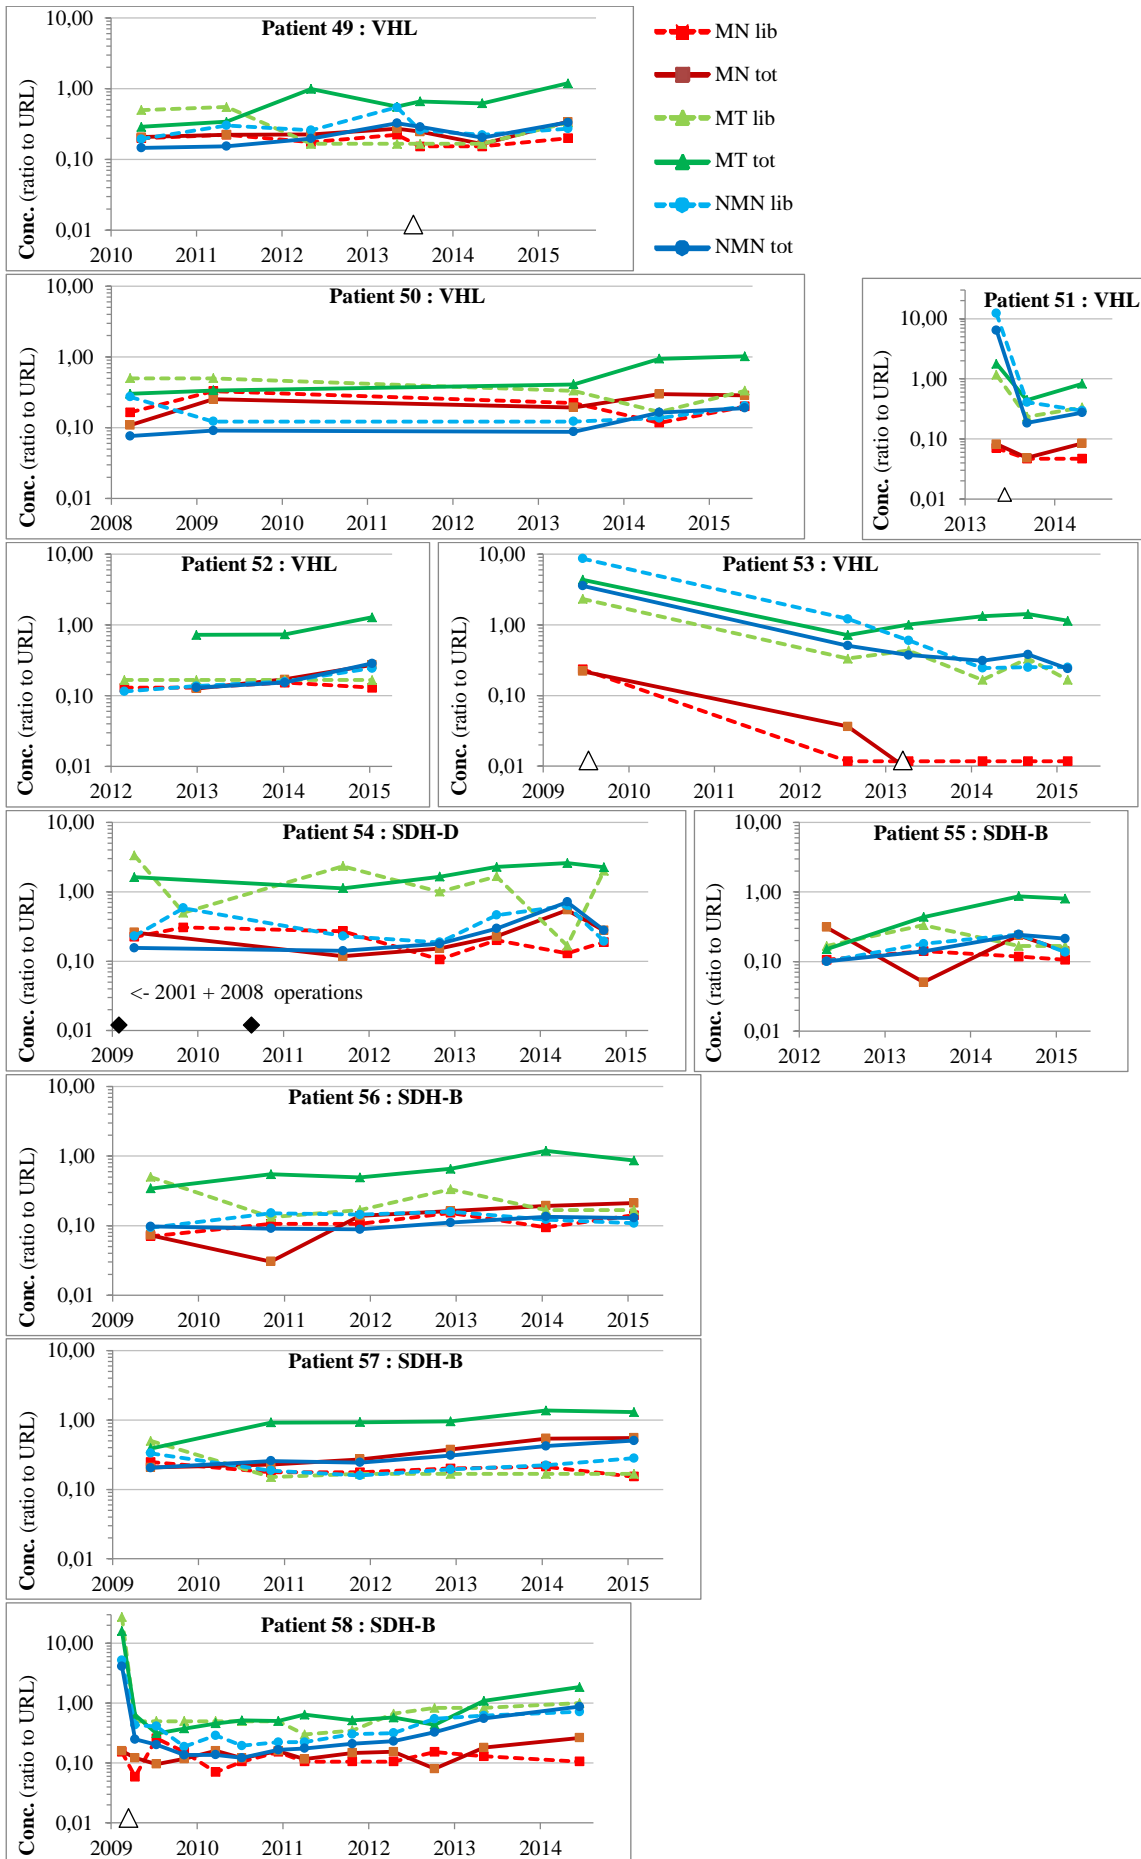 Patient 49 : VHL
Conc. (ratio to URL)
10,00
1,00
0,10
0,01
2010 2011 2012 2013 2014 2015
MN lib
MN tot
MT lib
MT tot
NMN lib
NMN tot
Patient 50 : VHL
Conc. (ratio to URL)
10,00
1,00
0,10
0,01
2008 2009 2010 2011 2012 2013 2014 2015
Patient 51 : VHL
Conc. (ratio to URL)
10,00
1,00
0,10
0,01
2013 2014
Patient 52 : VHL
Conc. (ratio to URL)
10,00
1,00
0,10
0,01
2012 2013 2014 2015
Patient 53 : VHL
Conc. (ratio to URL)
10,00
1,00
0,10
0,01
2009 2010 2011 2012 2013 2014 2015
Patient 54 : SDH-D
Conc. (ratio to URL)
10,00
1,00
0,10
<- 2001 + 2008 operations
0,01
2009 2010 2011 2012 2013 2014 2015
Patient 55 : SDH-B
Conc. (ratio to URL)
10,00
1,00
0,10
0,01
2012 2013 2014 2015
Patient 56 : SDH-B
Conc. (ratio to URL)
10,00
1,00
0,10
0,01
2009 2010 2011 2012 2013 2014 2015
Patient 57 : SDH-B
Conc. (ratio to URL)
10,00
1,00
0,10
0,01
2009 2010 2011 2012 2013 2014 2015
Patient 58 : SDH-B
Conc. (ratio to URL)
10,00
1,00
0,10
0,01
2009 2010 2011 2012 2013 2014